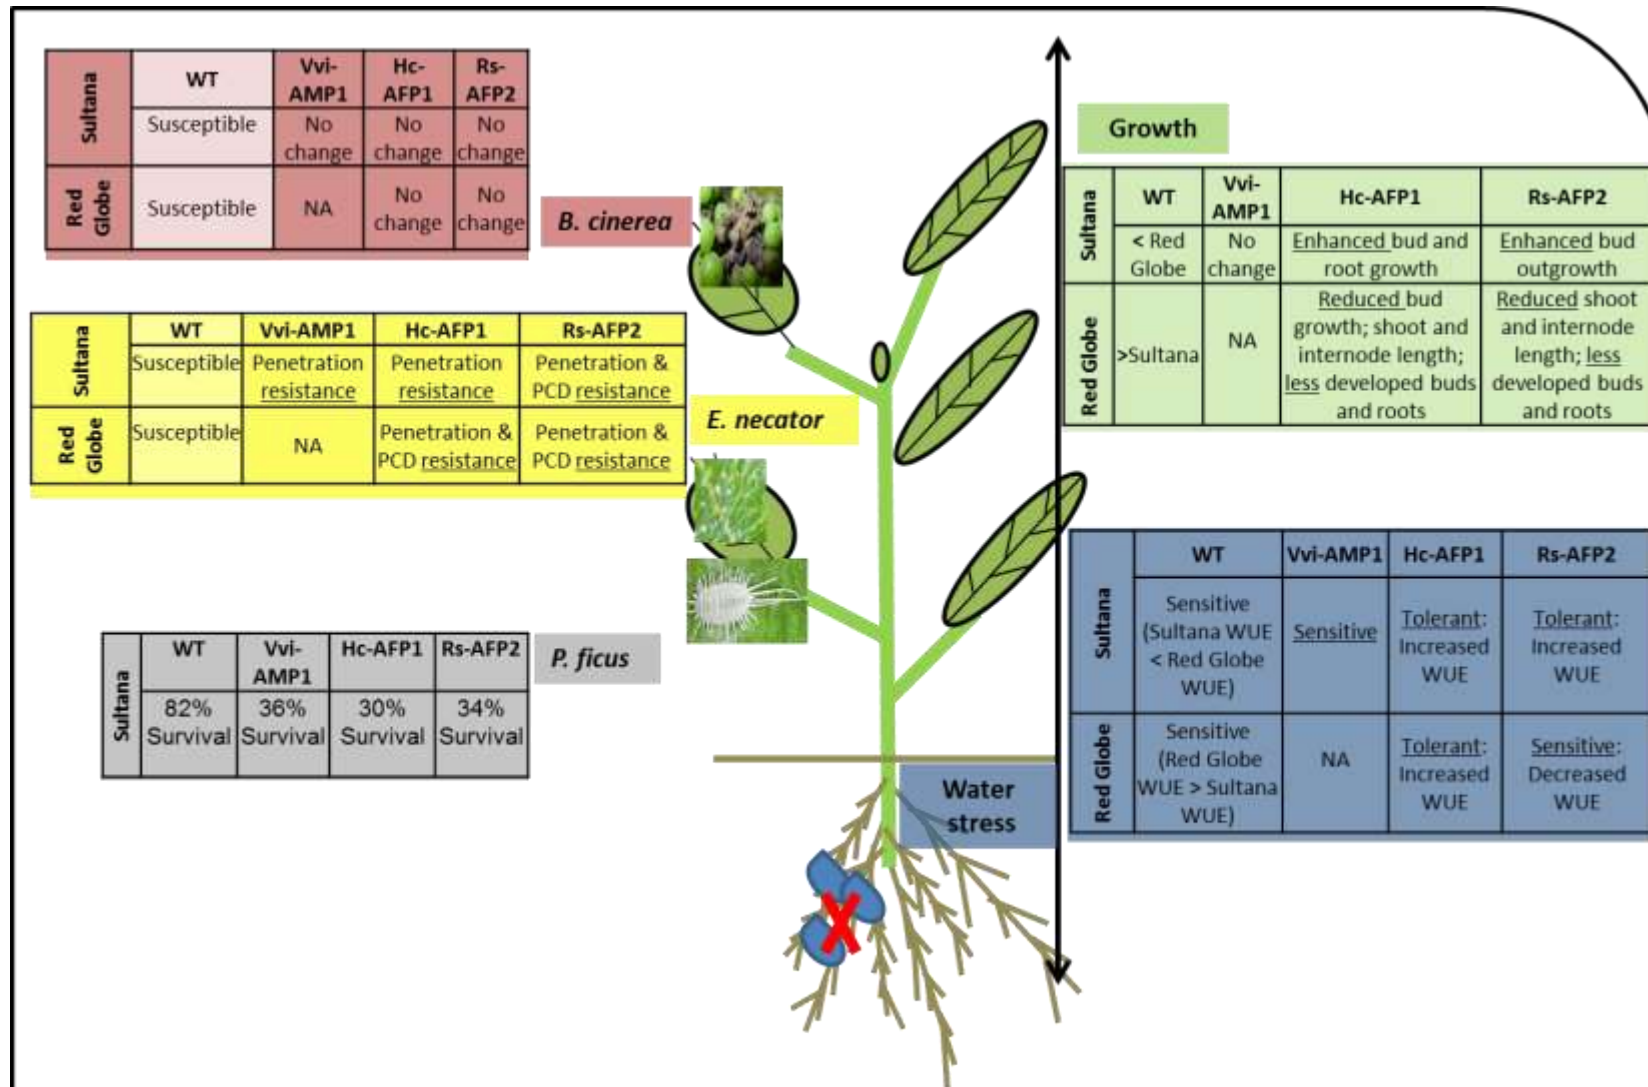 Sultana
WT
Vvi-
AMP1
Hc-
AFP1
Rs-
AFP2
Susceptible
No
change
No
change
No
change
Red
Globe
Susceptible
NA
No
change
No
change
B. cinerea
Sultana
WT
Vvi-AMP1
Hc-AFP1
Rs-AFP2
Susceptible
Penetration
resistance
Penetration
resistance
Penetration &
PCD resistance
Red
Globe
Susceptible
NA
Penetration &
PCD resistance
Penetration &
PCD resistance
E. necator
Sultana
WT
Vvi-
AMP1
Hc-AFP1
Rs-AFP2
82%
Survival
36%
Survival
30%
Survival
34%
Survival
P. ficus
Growth
Sultana
WT
Vvi-
AMP1
Hc-AFP1
Rs-AFP2
< Red
Globe
No
change
Enhanced bud and
root growth
Enhanced bud
outgrowth
Red Globe
>Sultana
NA
Reduced bud
growth; shoot and
internode length;
less developed buds
and roots
Reduced shoot
and internode
length; less
developed buds
and roots
Water
stress
Sultana
WT
Vvi-AMP1
Hc-AFP1
Rs-AFP2
Sensitive
(Sultana WUE
< Red Globe
WUE)
Sensitive
Tolerant:
Increased
WUE
Tolerant:
Increased
WUE
Red Globe
Sensitive
(Red Globe
WUE > Sultana
WUE)
NA
Tolerant:
Increased
WUE
Sensitive:
Decreased
WUE